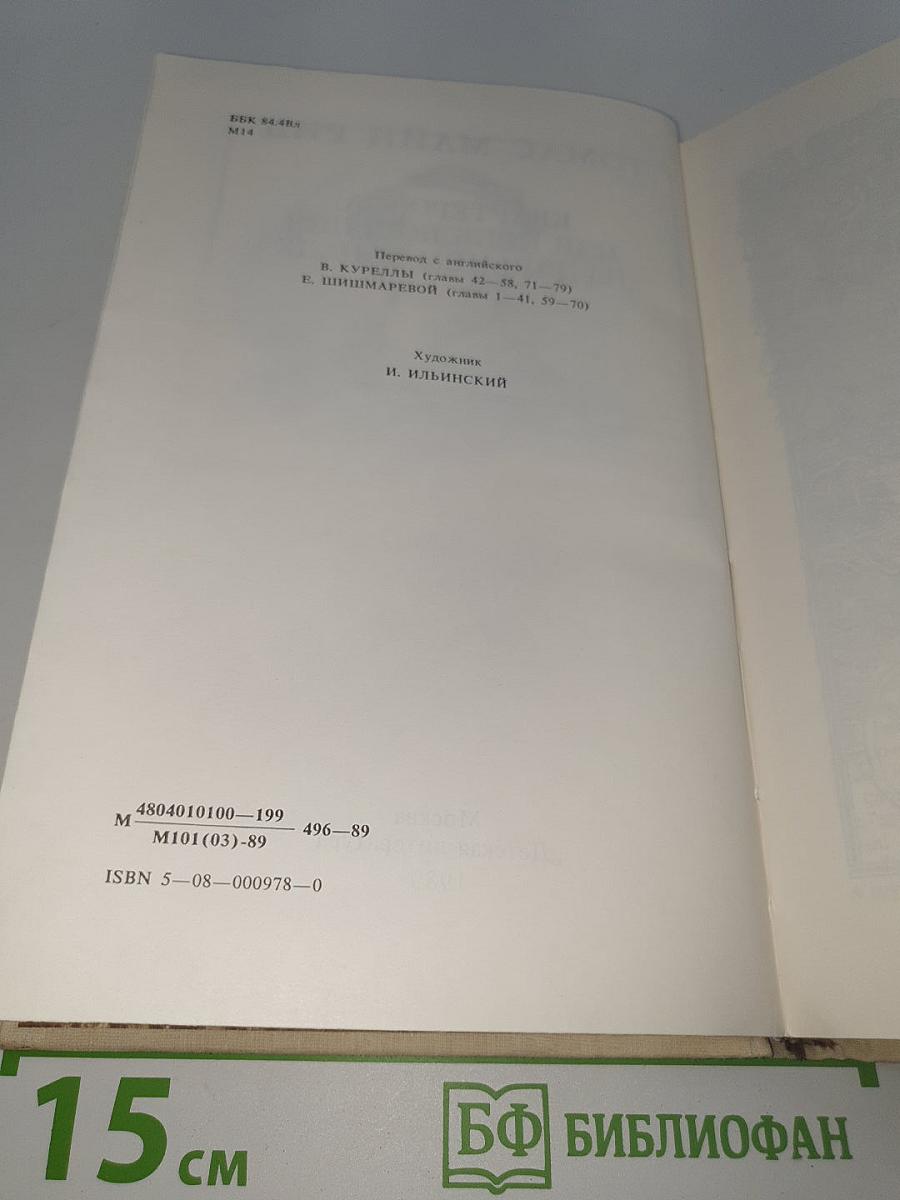 ББК 84.4Вл
М14
Перевод с английского
В. КУРЕЛЛЫ (главы 42—58, 71—79)
Е. ШИШМАРЕВОЙ (главы 1—41, 59—70)
Художник
И. ИЛЬИНСКИЙ
М 4804010100—199 496—89
М101(03)-89
ISBN 5—08—000978—0
15 см
БФ БИБЛИОФАН